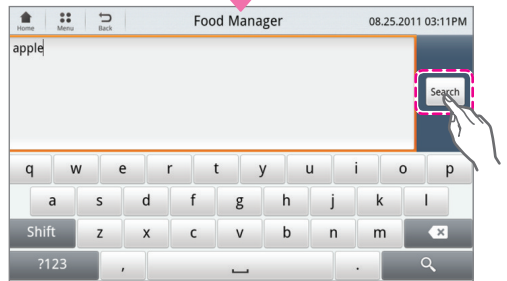 Home Menu Back Food Manager 08.25.2011 03:11PM
apple
Search
q w e r t y u i o p
a s d f g h j k l
Shift z x c v b n m
?123 , .